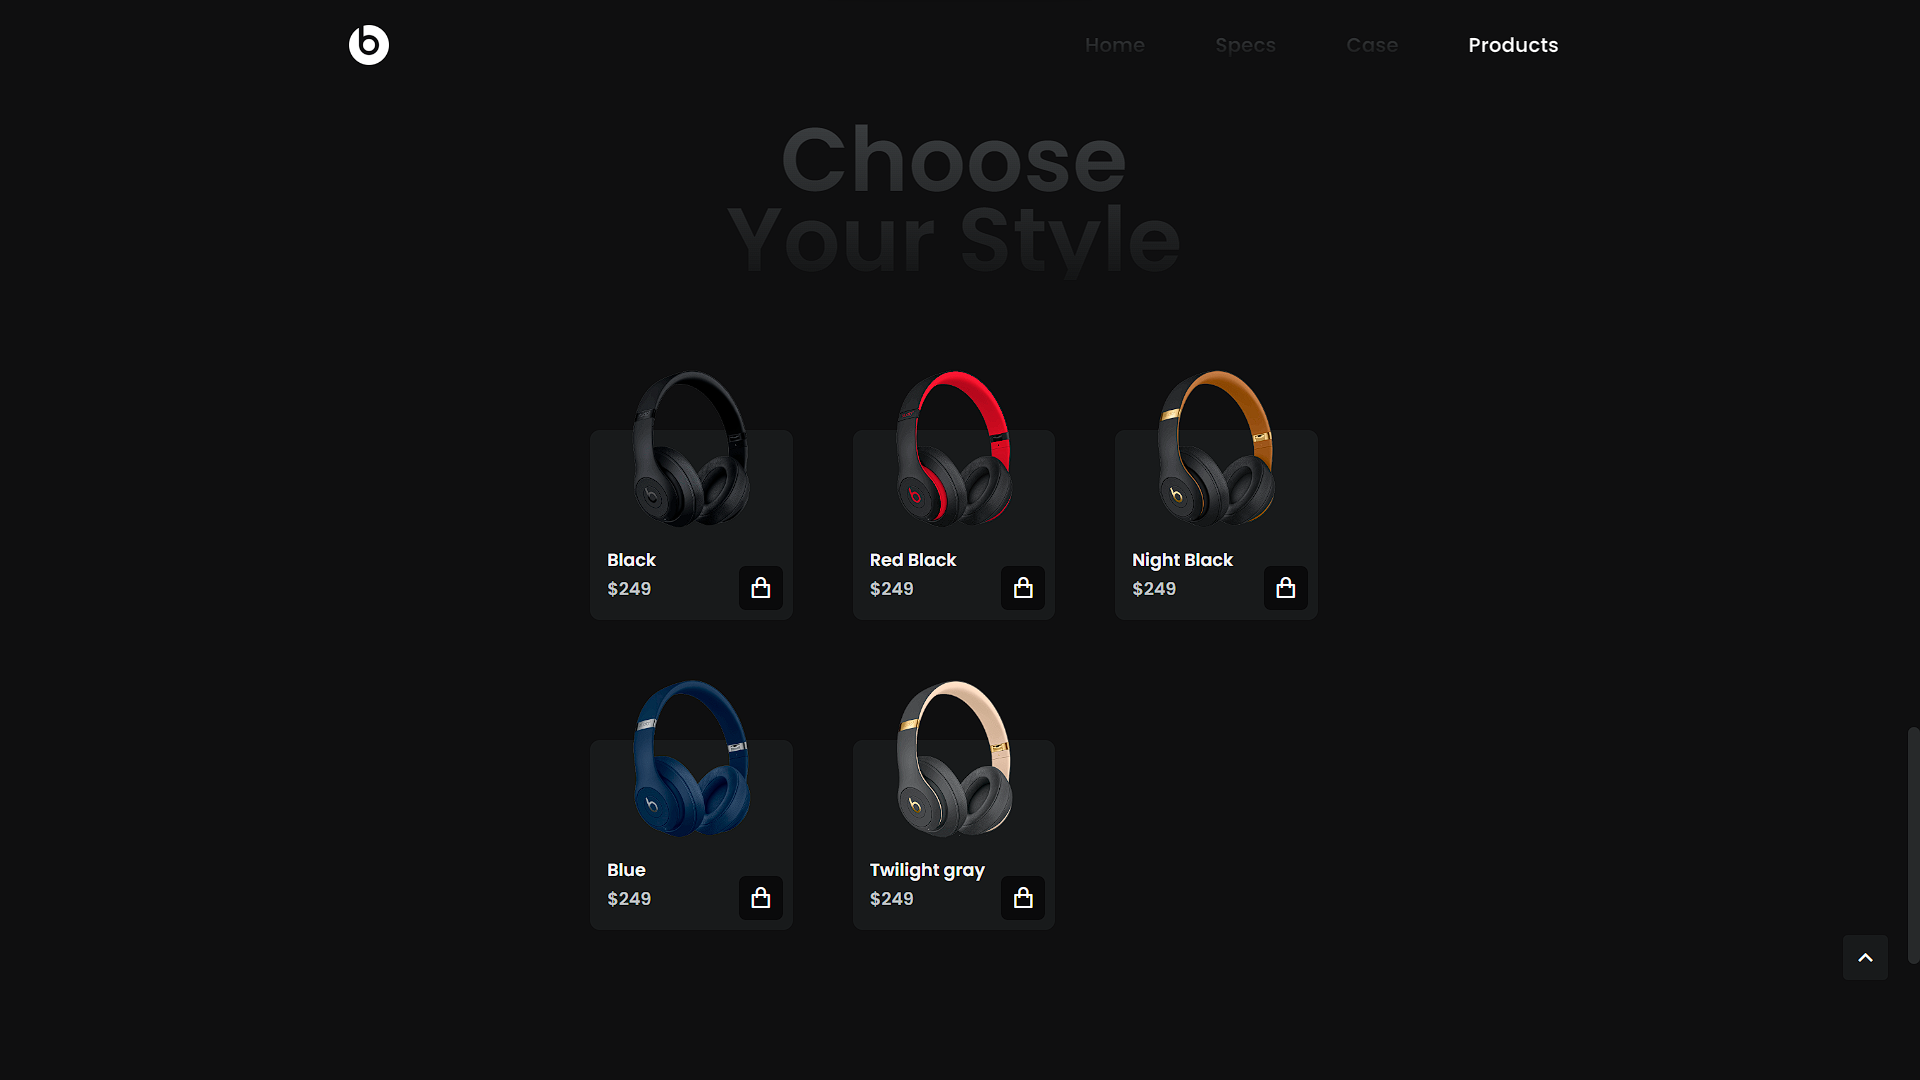 Home Specs Case Products
Choose
Your Style
Black
$249
Red Black
$249
Night Black
$249
Blue
$249
Twilight gray
$249